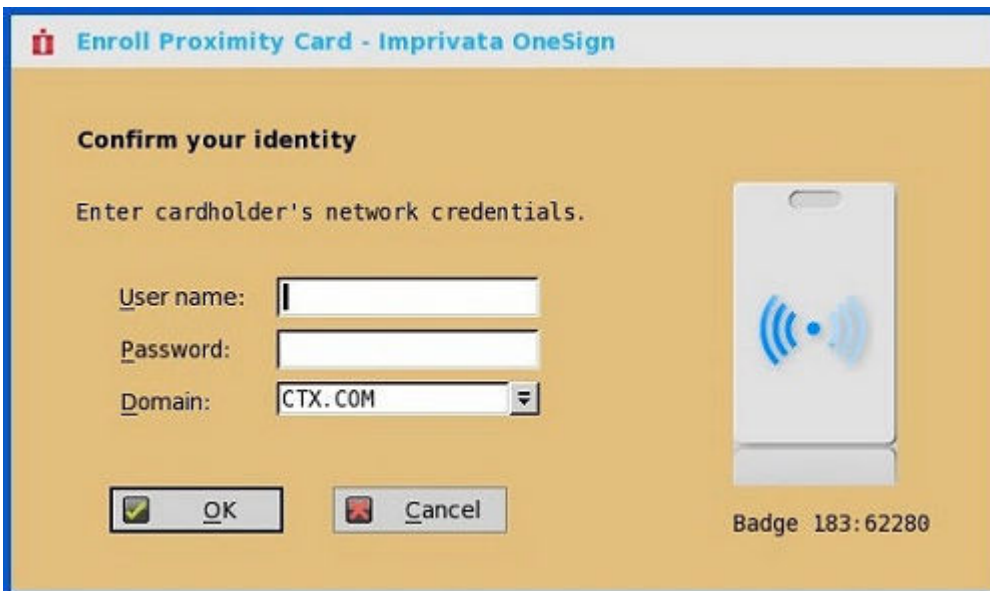 Enroll Proximity Card - Imprivata OneSign
Confirm your identity
Enter cardholder's network credentials.
User name:
Password:
Domain: CTX.COM
OK Cancel
Badge 183:62280